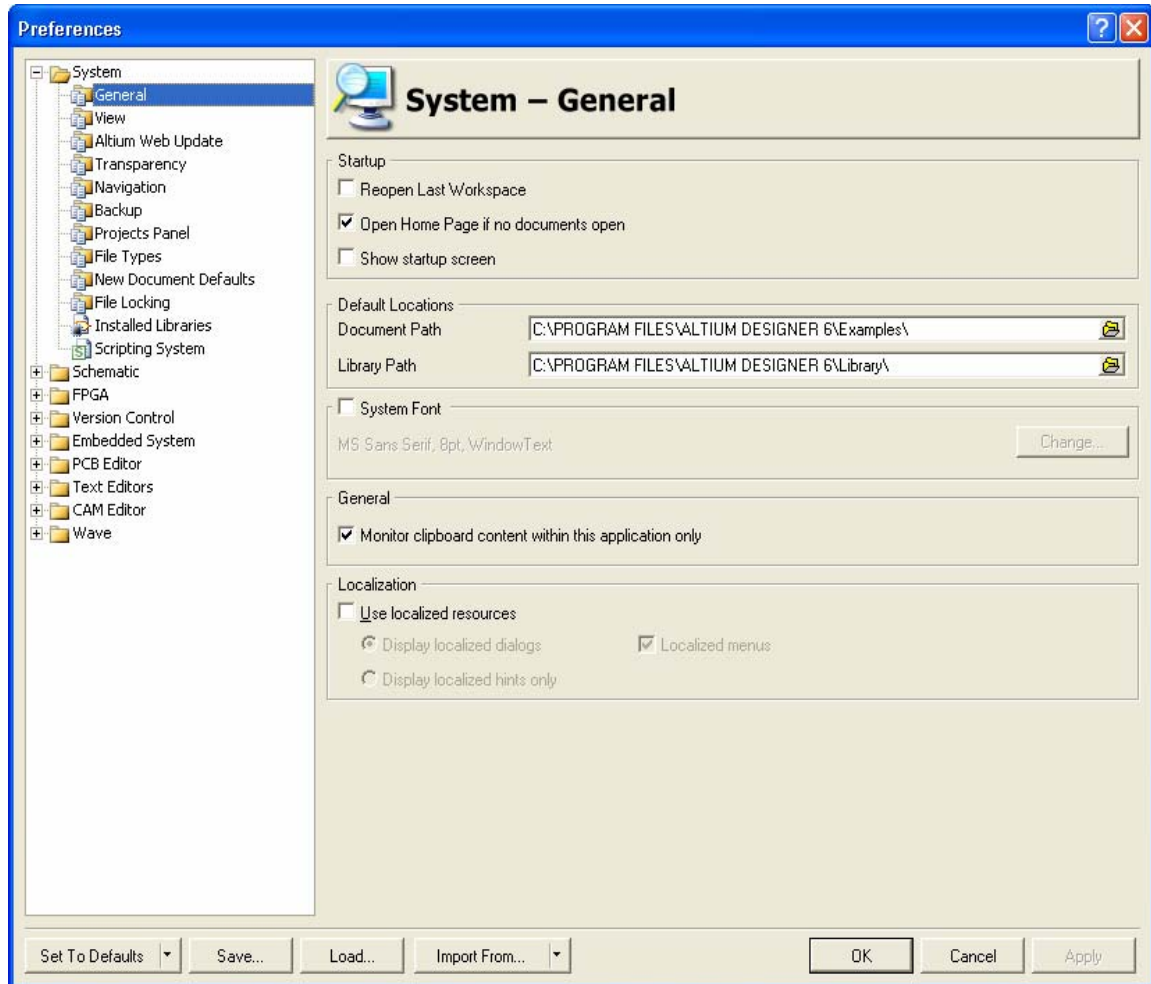 Preferences
System
General
View
Altium Web Update
Transparency
Navigation
Backup
Projects Panel
File Types
New Document Defaults
File Locking
Installed Libraries
Scripting System
Schematic
FPGA
Version Control
Embedded System
PCB Editor
Text Editors
CAM Editor
Wave
System – General
Startup
Reopen Last Workspace
Open Home Page if no documents open
Show startup screen
Default Locations
Document Path C:\PROGRAM FILES\ALTIUM DESIGNER 6\Examples\
Library Path C:\PROGRAM FILES\ALTIUM DESIGNER 6\Library\
System Font
MS Sans Serif, 8pt, WindowText Change...
General
Monitor clipboard content within this application only
Localization
Use localized resources
Display localized dialogs Localized menus
Display localized hints only
Set To Defaults Save... Load... Import From... OK Cancel Apply